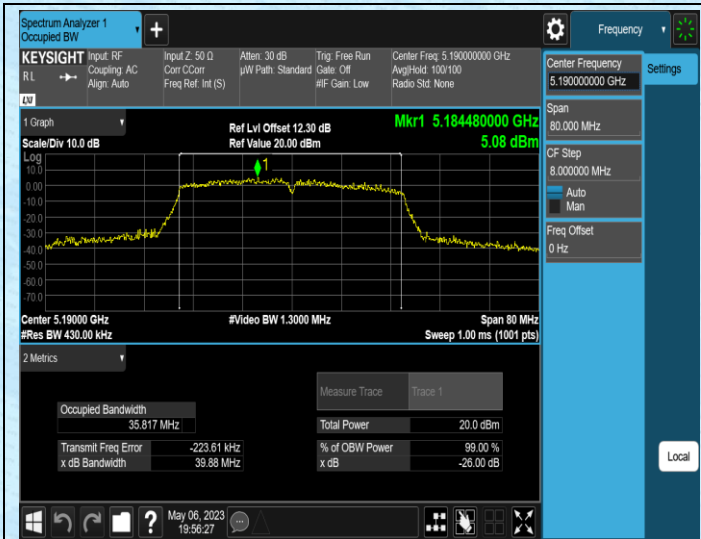 Spectrum Analyzer 1
Occupied BW
+
Frequency
KEYSIGHT
RL
LXI
Input: RF
Coupling: AC
Align: Auto
Input Z: 50 Ω
Corr CCorr
Freq Ref: Int (S)
Atten: 30 dB
µW Path: Standard
Trig: Free Run
Gate: Off
#IF Gain: Low
Center Freq: 5.190000000 GHz
Avg|Hold: 100/100
Radio Std: None
Center Frequency
5.190000000 GHz
Settings
Span
80.000 MHz
CF Step
8.000000 MHz
Auto
Man
Freq Offset
0 Hz
Local
1 Graph
Scale/Div 10.0 dB
Ref Lvl Offset 12.30 dB
Ref Value 20.00 dBm
Mkr1 5.184480000 GHz
5.08 dBm
Log
10.0
0.00
-10.0
-20.0
-30.0
-40.0
-50.0
-60.0
-70.0
1
Center 5.19000 GHz
#Res BW 430.00 kHz
#Video BW 1.3000 MHz
Span 80 MHz
Sweep 1.00 ms (1001 pts)
2 Metrics
Measure Trace Trace 1
Occupied Bandwidth
35.817 MHz
Total Power 20.0 dBm
Transmit Freq Error -223.61 kHz
% of OBW Power 99.00 %
x dB Bandwidth 39.88 MHz
x dB -26.00 dB
?
May 06, 2023
19:56:27